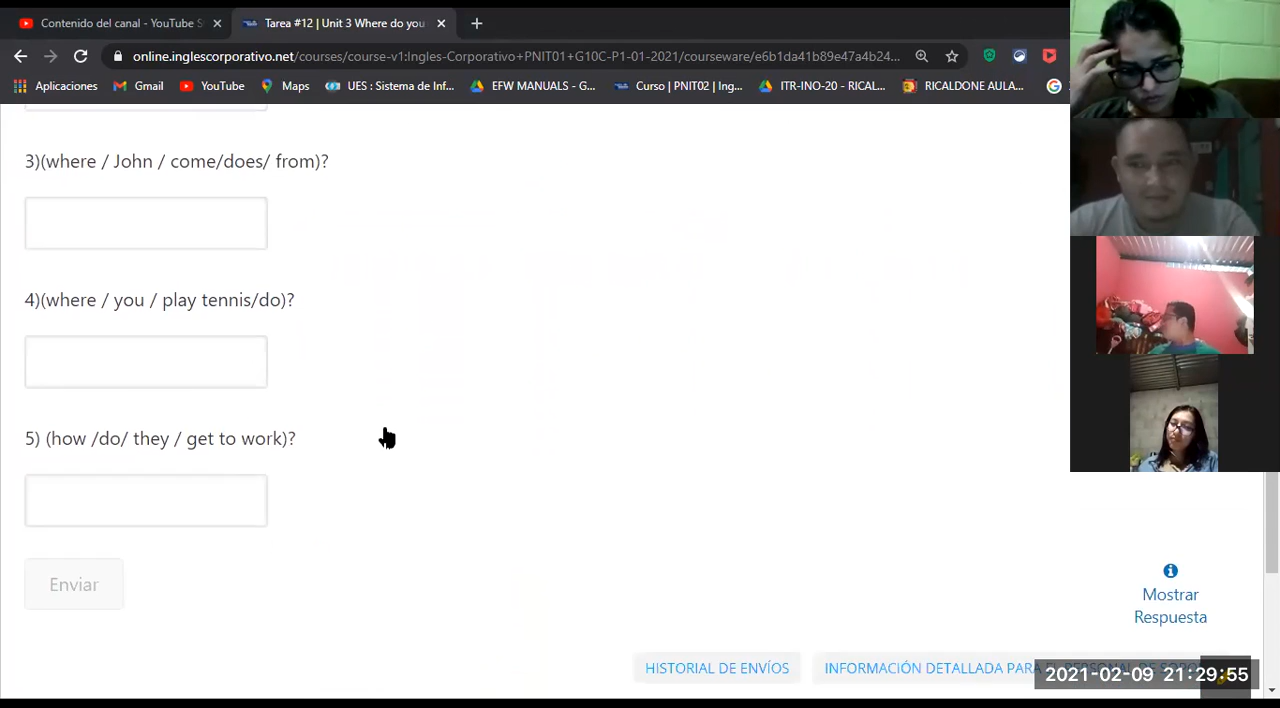 Contenido del canal - YouTube S
Tarea #12 | Unit 3 Where do you
online.inglescorporativo.net/courses/course-v1:Ingles-Corporativo+PNIT01+G10C-P1-01-2021/courseware/e6b1da41b89e47a4b24...
Aplicaciones
Gmail
YouTube
Maps
UES : Sistema de Inf...
EFW MANUALS - G...
Curso | PNIT02 | Ing...
ITR-INO-20 - RICAL...
RICALDONE AULA...
3)(where / John / come/does/ from)?
4)(where / you / play tennis/do)?
5) (how /do/ they / get to work)?
Enviar
Mostrar
Respuesta
HISTORIAL DE ENVÍOS
INFORMACIÓN DETALLADA PARA EL PERSONAL DE
2021-02-09 21:29:55